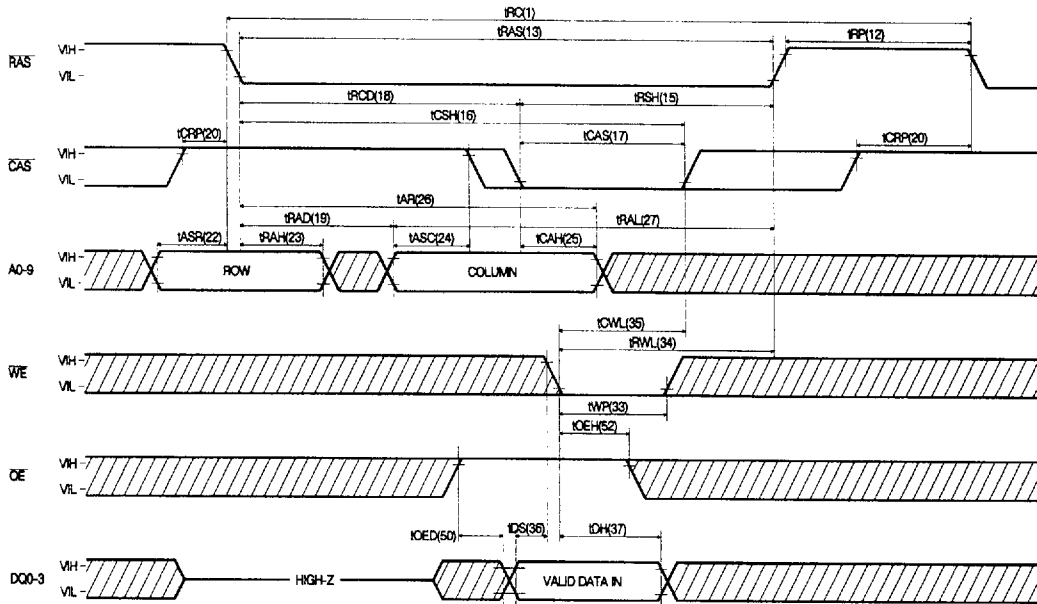 tRC(1)
tRAS(13)
tRP(12)
RAS
VIH
VIL
tRCD(18)
tRSH(15)
tCSH(16)
tCRP(20)
tCAS(17)
tCRP(20)
CAS
VIH
VIL
tAR(26)
tRAD(19)
tRAL(27)
tASR(22)
tRAH(23)
tASC(24)
tCAH(25)
A0-9
VIH
VIL
ROW
COLUMN
tCWL(35)
tRWL(34)
WE
VIH
VIL
tWP(33)
tOEH(52)
OE
VIH
VIL
tOED(50)
tDS(36)
tDH(37)
DQ0-3
VIH
VIL
HIGH-Z
VALID DATA IN